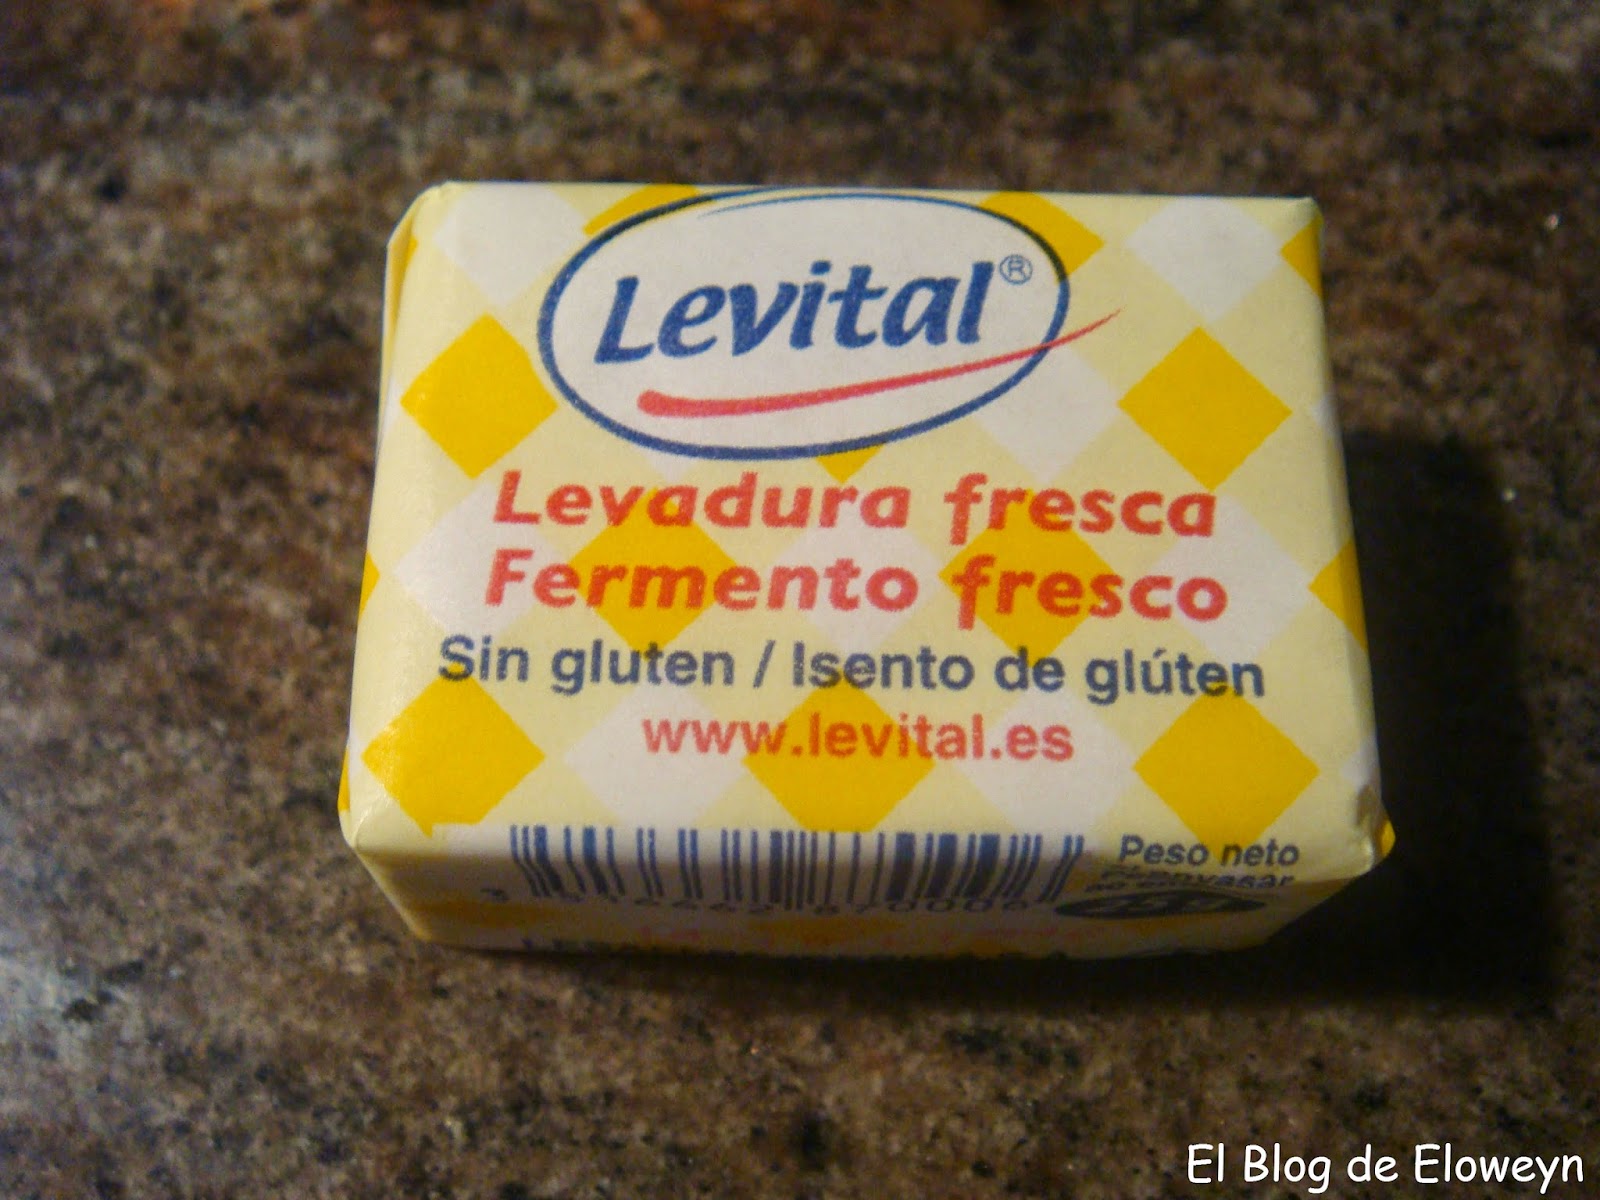 Levital®
Levadura fresca
Fermento fresco
Sin gluten / Isento de glúten
www.levital.es
Peso neto
El Blog de Eloweyn